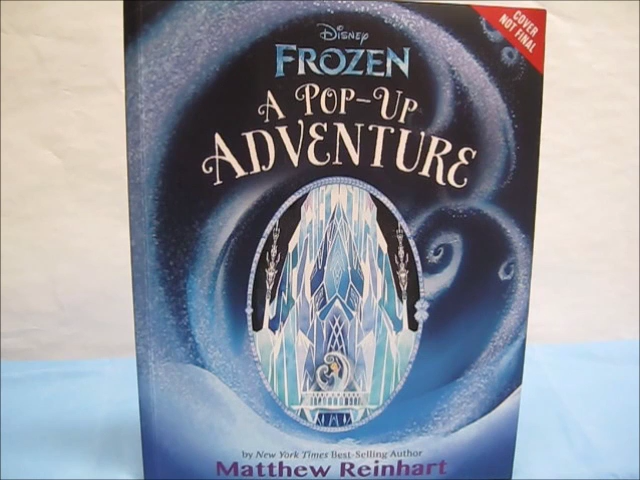 DISNEY
FROZEN
A POP-UP
ADVENTURE
COVER
NOT FINAL
by New York Times Best-Selling Author
Matthew Reinhart